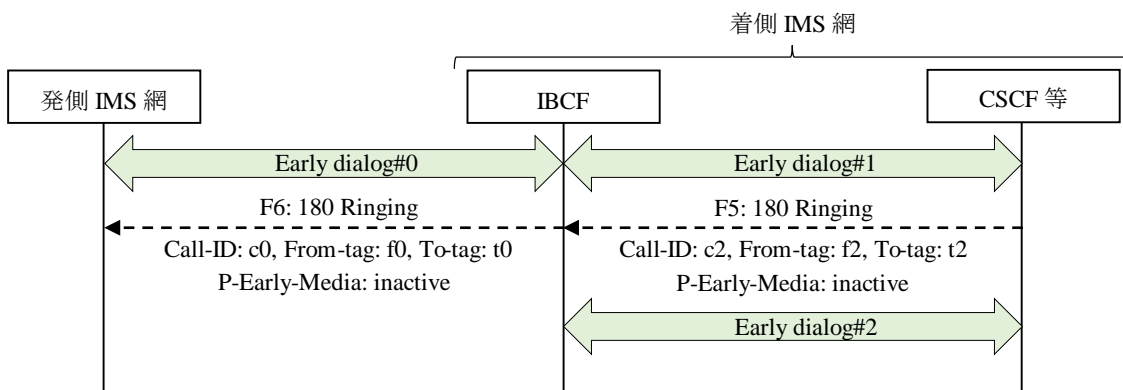 着側 IMS 網
発側 IMS 網
IBCF
CSCF 等
Early dialog#0
Early dialog#1
F6: 180 Ringing
F5: 180 Ringing
Call-ID: c0, From-tag: f0, To-tag: t0
Call-ID: c2, From-tag: f2, To-tag: t2
P-Early-Media: inactive
P-Early-Media: inactive
Early dialog#2